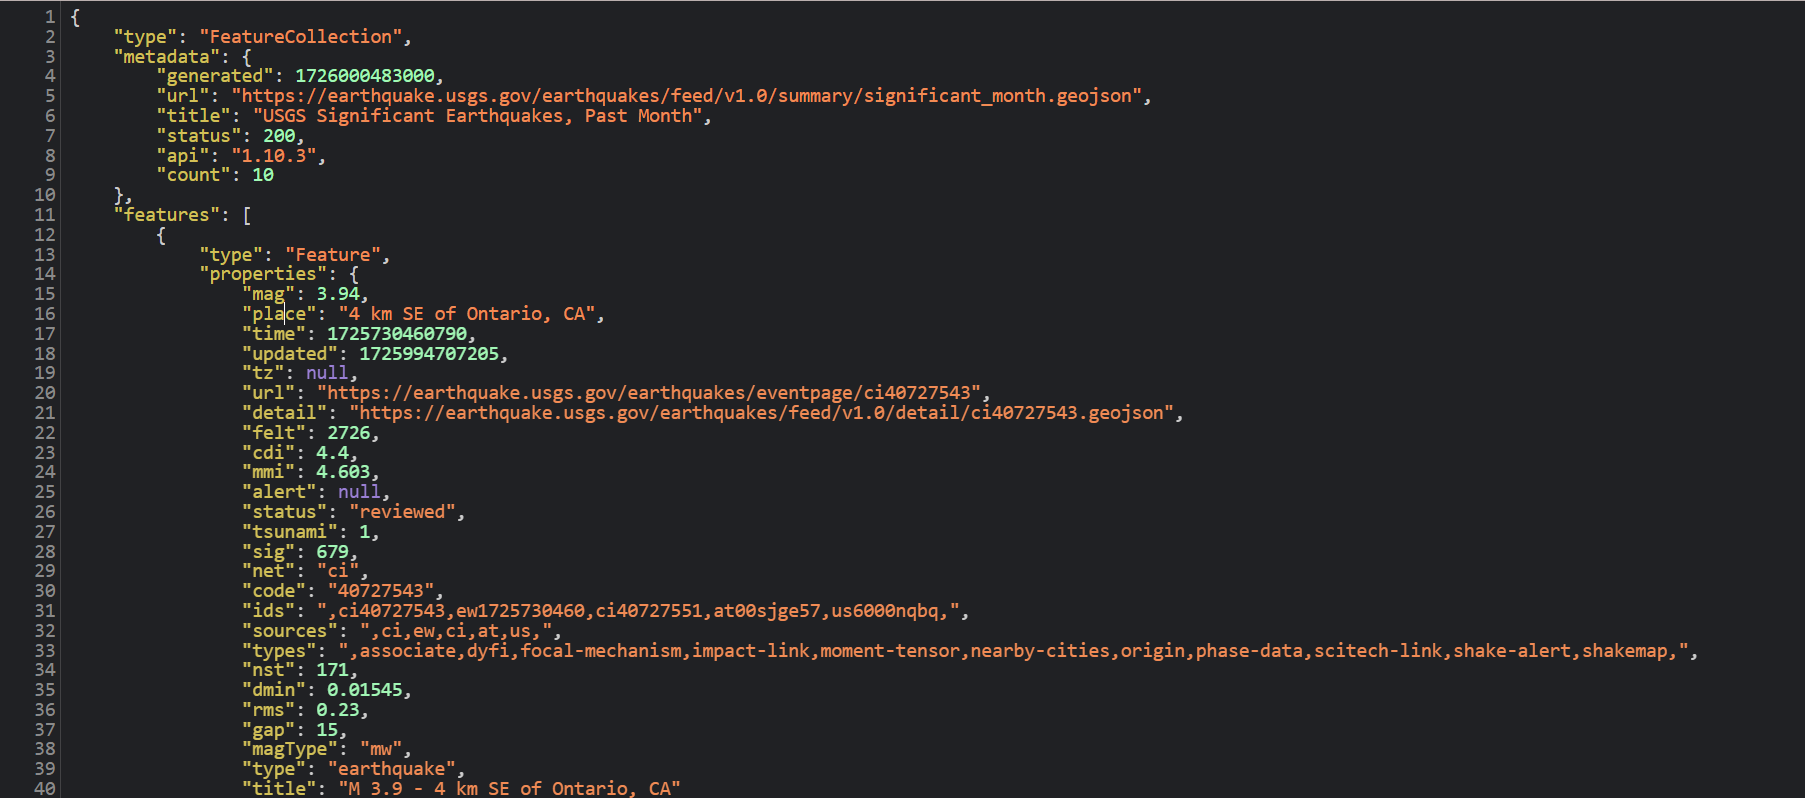 1 {
2 "type": "FeatureCollection",
3 "metadata": {
4 "generated": 1726000483000,
5 "url": "https://earthquake.usgs.gov/earthquakes/feed/v1.0/summary/significant_month.geojson",
6 "title": "USGS Significant Earthquakes, Past Month",
7 "status": 200,
8 "api": "1.10.3",
9 "count": 10
10 },
11 "features": [
12 {
13 "type": "Feature",
14 "properties": {
15 "mag": 3.94,
16 "place": "4 km SE of Ontario, CA",
17 "time": 1725730460790,
18 "updated": 1725994707205,
19 "tz": null,
20 "url": "https://earthquake.usgs.gov/earthquakes/eventpage/ci40727543",
21 "detail": "https://earthquake.usgs.gov/earthquakes/feed/v1.0/detail/ci40727543.geojson",
22 "felt": 2726,
23 "cdi": 4.4,
24 "mmi": 4.603,
25 "alert": null,
26 "status": "reviewed",
27 "tsunami": 1,
28 "sig": 679,
29 "net": "ci",
30 "code": "40727543",
31 "ids": ",ci40727543,ew1725730460,ci40727551,at00sjge57,us6000nqbq,",
32 "sources": ",ci,ew,ci,at,us,",
33 "types": ",associate,dyfi,focal-mechanism,impact-link,moment-tensor,nearby-cities,origin,phase-data,scitech-link,shake-alert,shakemap,",
34 "nst": 171,
35 "dmin": 0.01545,
36 "rms": 0.23,
37 "gap": 15,
38 "magType": "mw",
39 "type": "earthquake",
40 "title": "M 3.9 - 4 km SE of Ontario, CA"